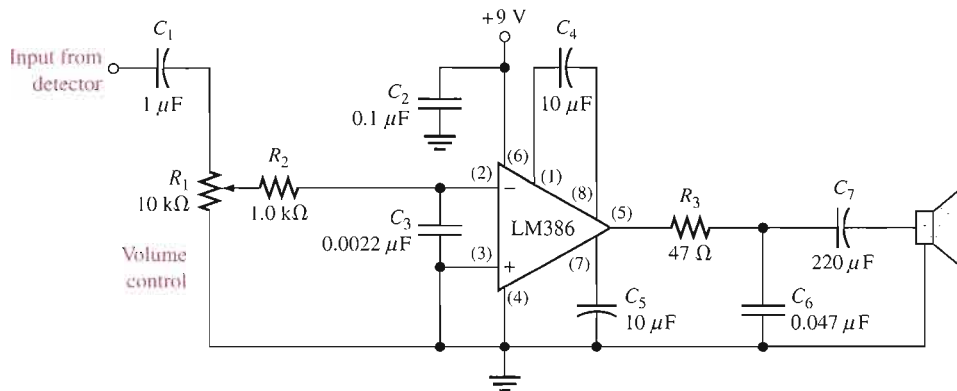 +9 V
C1
C4
Input from
detector
1 μF
C2
0.1 μF
10 μF
R2
R1
10 kΩ
1.0 kΩ
(6)
(2)
−
(1)
(8)
C3
0.0022 μF
LM386
(5)
R3
47 Ω
C7
220 μF
Volume
control
(3)
+
(7)
(4)
C5
10 μF
C6
0.047 μF